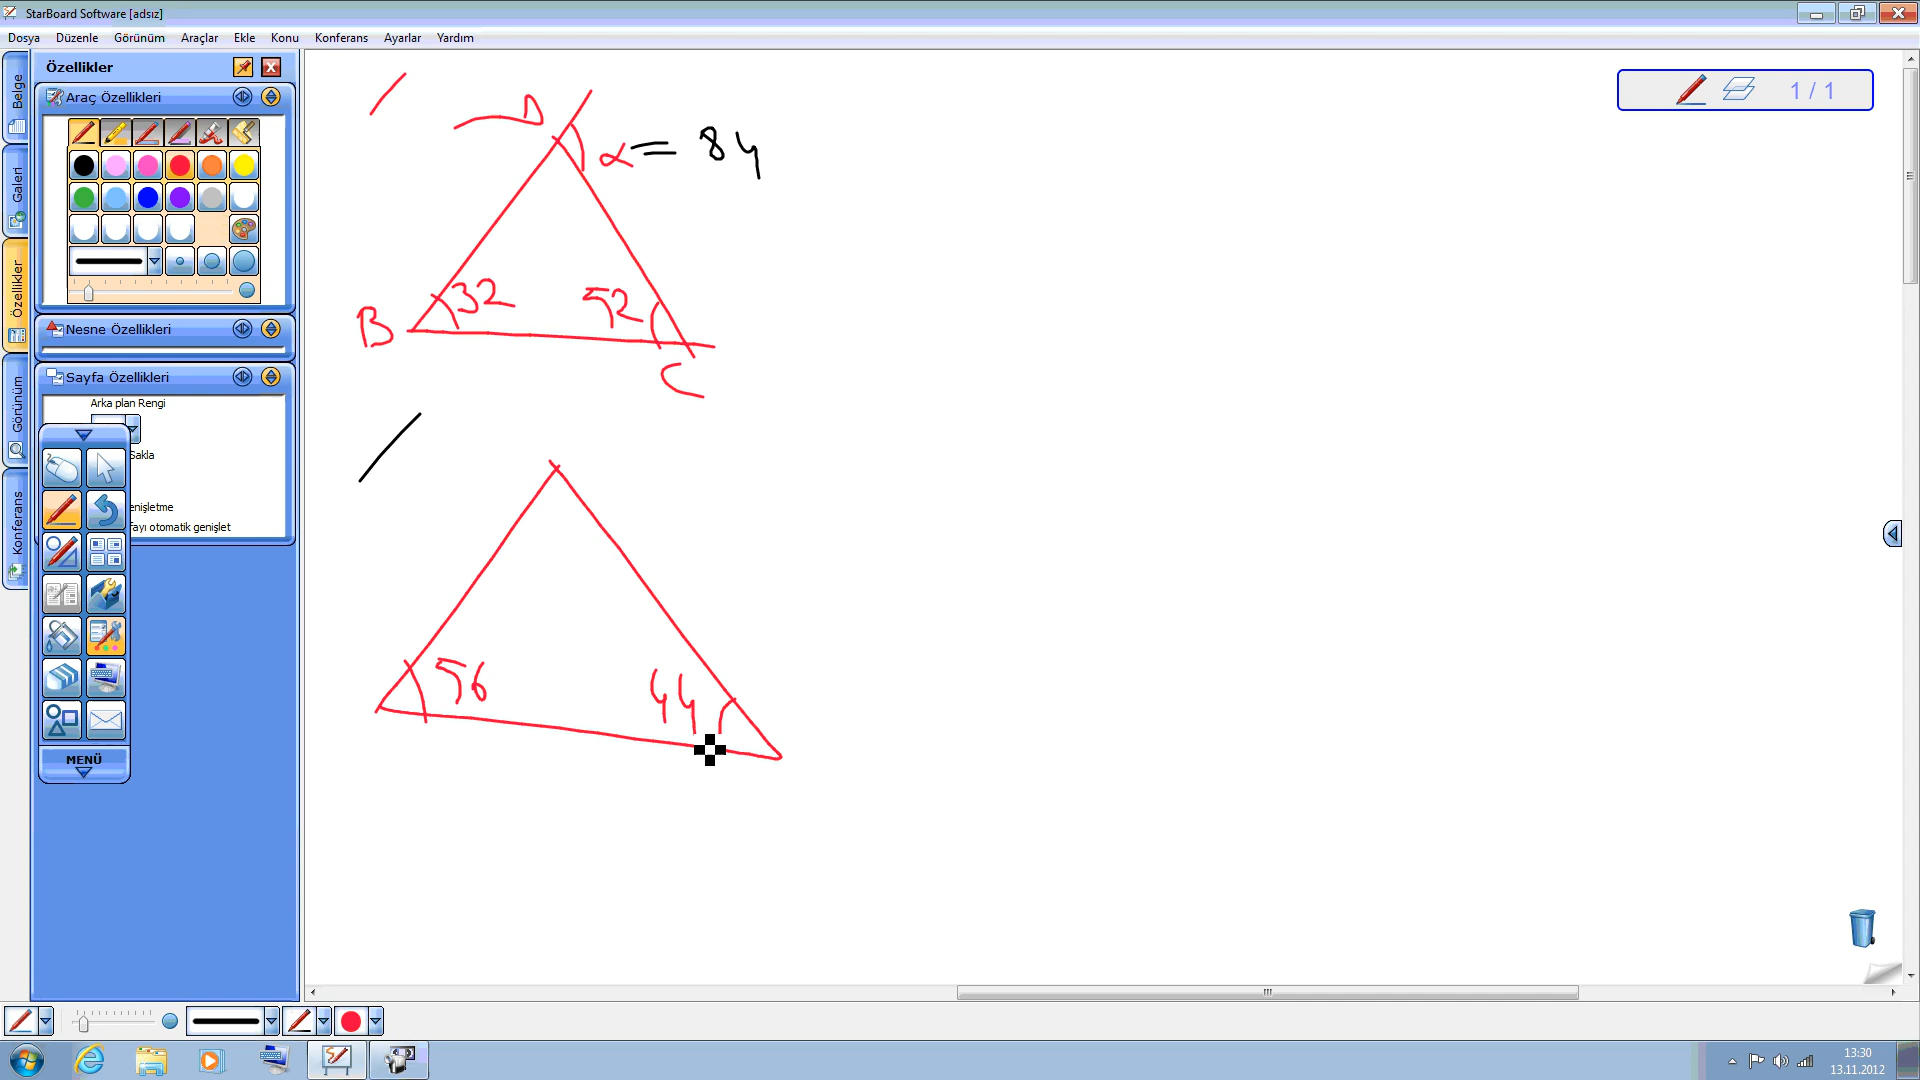 StarBoard Software [adsız]
Dosya Düzenle Görünüm Araçlar Ekle Konu Konferans Ayarlar Yardım
Belge
Galeri
Özellikler
Görünüm
Konferans
Özellikler
Araç Özellikleri
Nesne Özellikleri
Sayfa Özellikleri
Arka plan Rengi
Sakla
enişletme
fayı otomatik genişlet
MENÜ
1 / 1
α = 84
32 52
B
C
56 44
13:30
13.11.2012